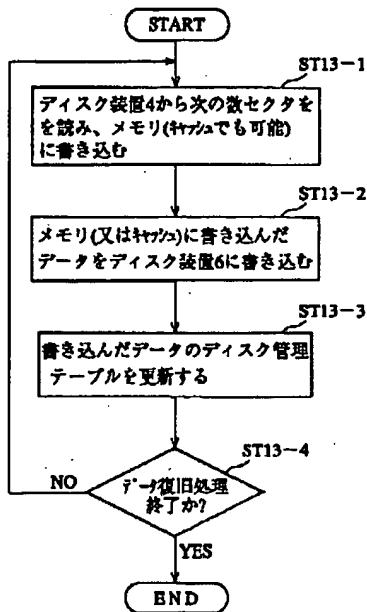 START
ST13-1
ディスク装置4から次の数セクタを
を読み、メモリ(キャッシュでも可能)
に書き込む
ST13-2
メモリ(又はキャッシュ)に書き込んだ
データをディスク装置6に書き込む
ST13-3
書き込んだデータのディスク管理
テーブルを更新する
ST13-4
データ復旧処理
終了か?
NO
YES
END